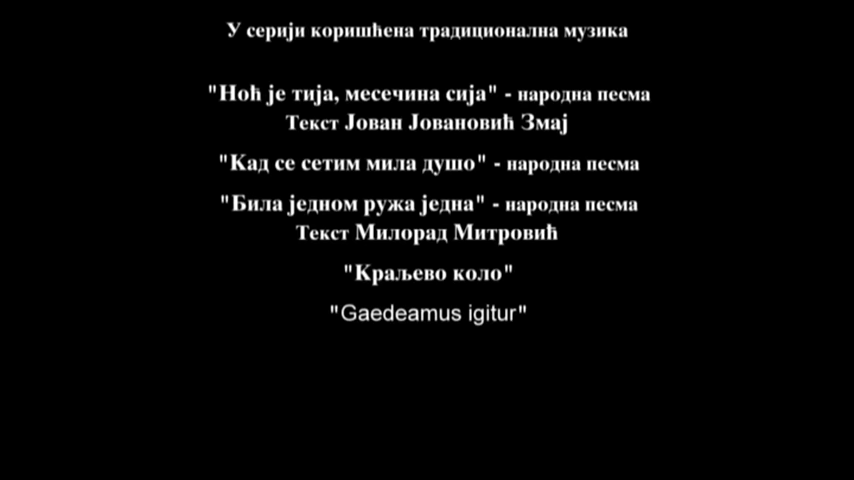 У серији коришћена традиционална музика
"Ноћ је тија, месечина сија" - народна песма
Текст Јован Јовановић Змај
"Кад се сетим мила душо" - народна песма
"Била једном ружа једна" - народна песма
Текст Милорад Митровић
"Краљево коло"
"Gaedeamus igitur"